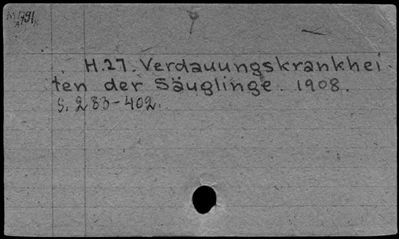 H.27. Verdauungskrankhei-
ten der Säuglinge. 1908.
S. 283-402.